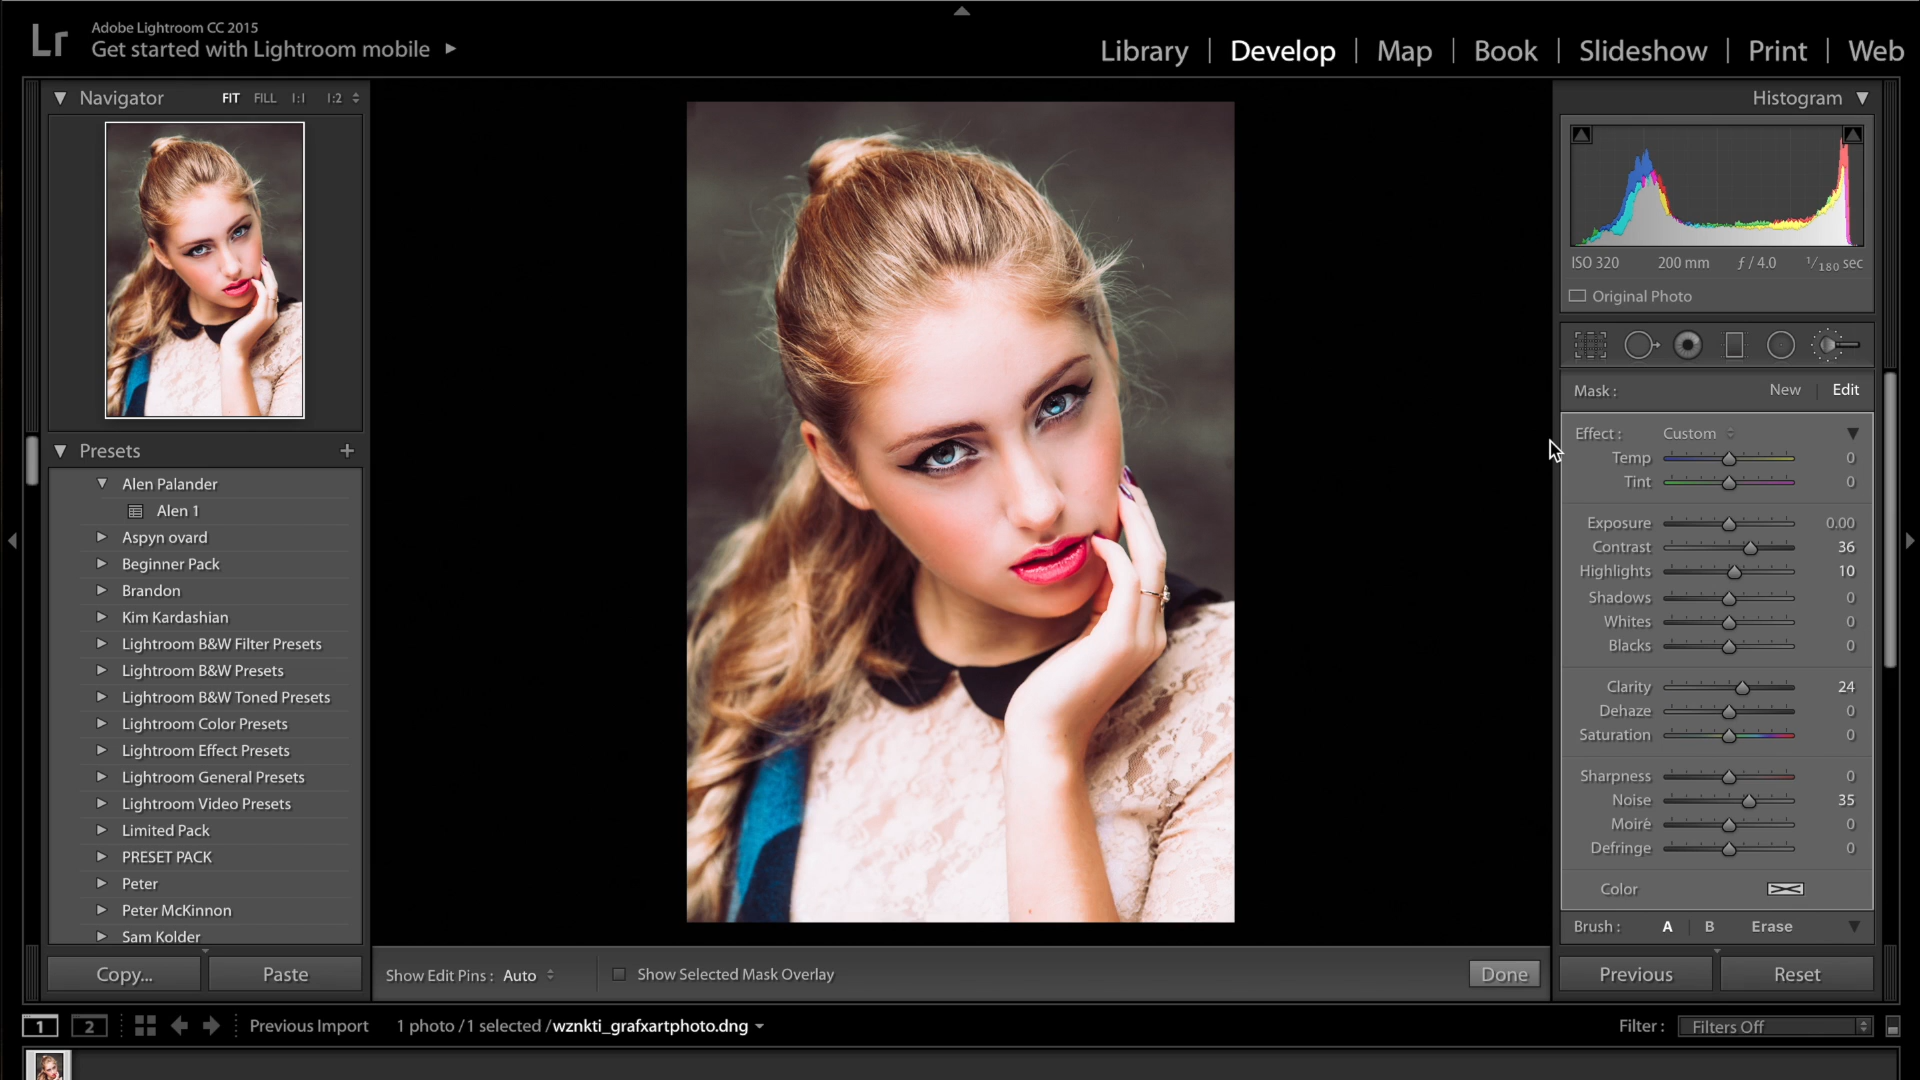 Lr
Adobe Lightroom CC 2015
Get started with Lightroom mobile
Library | Develop | Map | Book | Slideshow | Print | Web
Navigator FIT FILL 1:1 1:2
Presets +
Alen Palander
Alen 1
Aspyn ovard
Beginner Pack
Brandon
Kim Kardashian
Lightroom B&W Filter Presets
Lightroom B&W Presets
Lightroom B&W Toned Presets
Lightroom Color Presets
Lightroom Effect Presets
Lightroom General Presets
Lightroom Video Presets
Limited Pack
PRESET PACK
Peter
Peter McKinnon
Sam Kolder
Copy... Paste
Show Edit Pins : Auto
Show Selected Mask Overlay
Done
Histogram
ISO 320 200 mm ƒ / 4.0 1/180 sec
Original Photo
Mask : New | Edit
Effect : Custom
Temp 0
Tint 0
Exposure 0.00
Contrast 36
Highlights 10
Shadows 0
Whites 0
Blacks 0
Clarity 24
Dehaze 0
Saturation 0
Sharpness 0
Noise 35
Moiré 0
Defringe 0
Color
Brush : A | B Erase
Previous Reset
1 2 Previous Import 1 photo / 1 selected / wznkti_grafxartphoto.dng
Filter : Filters Off